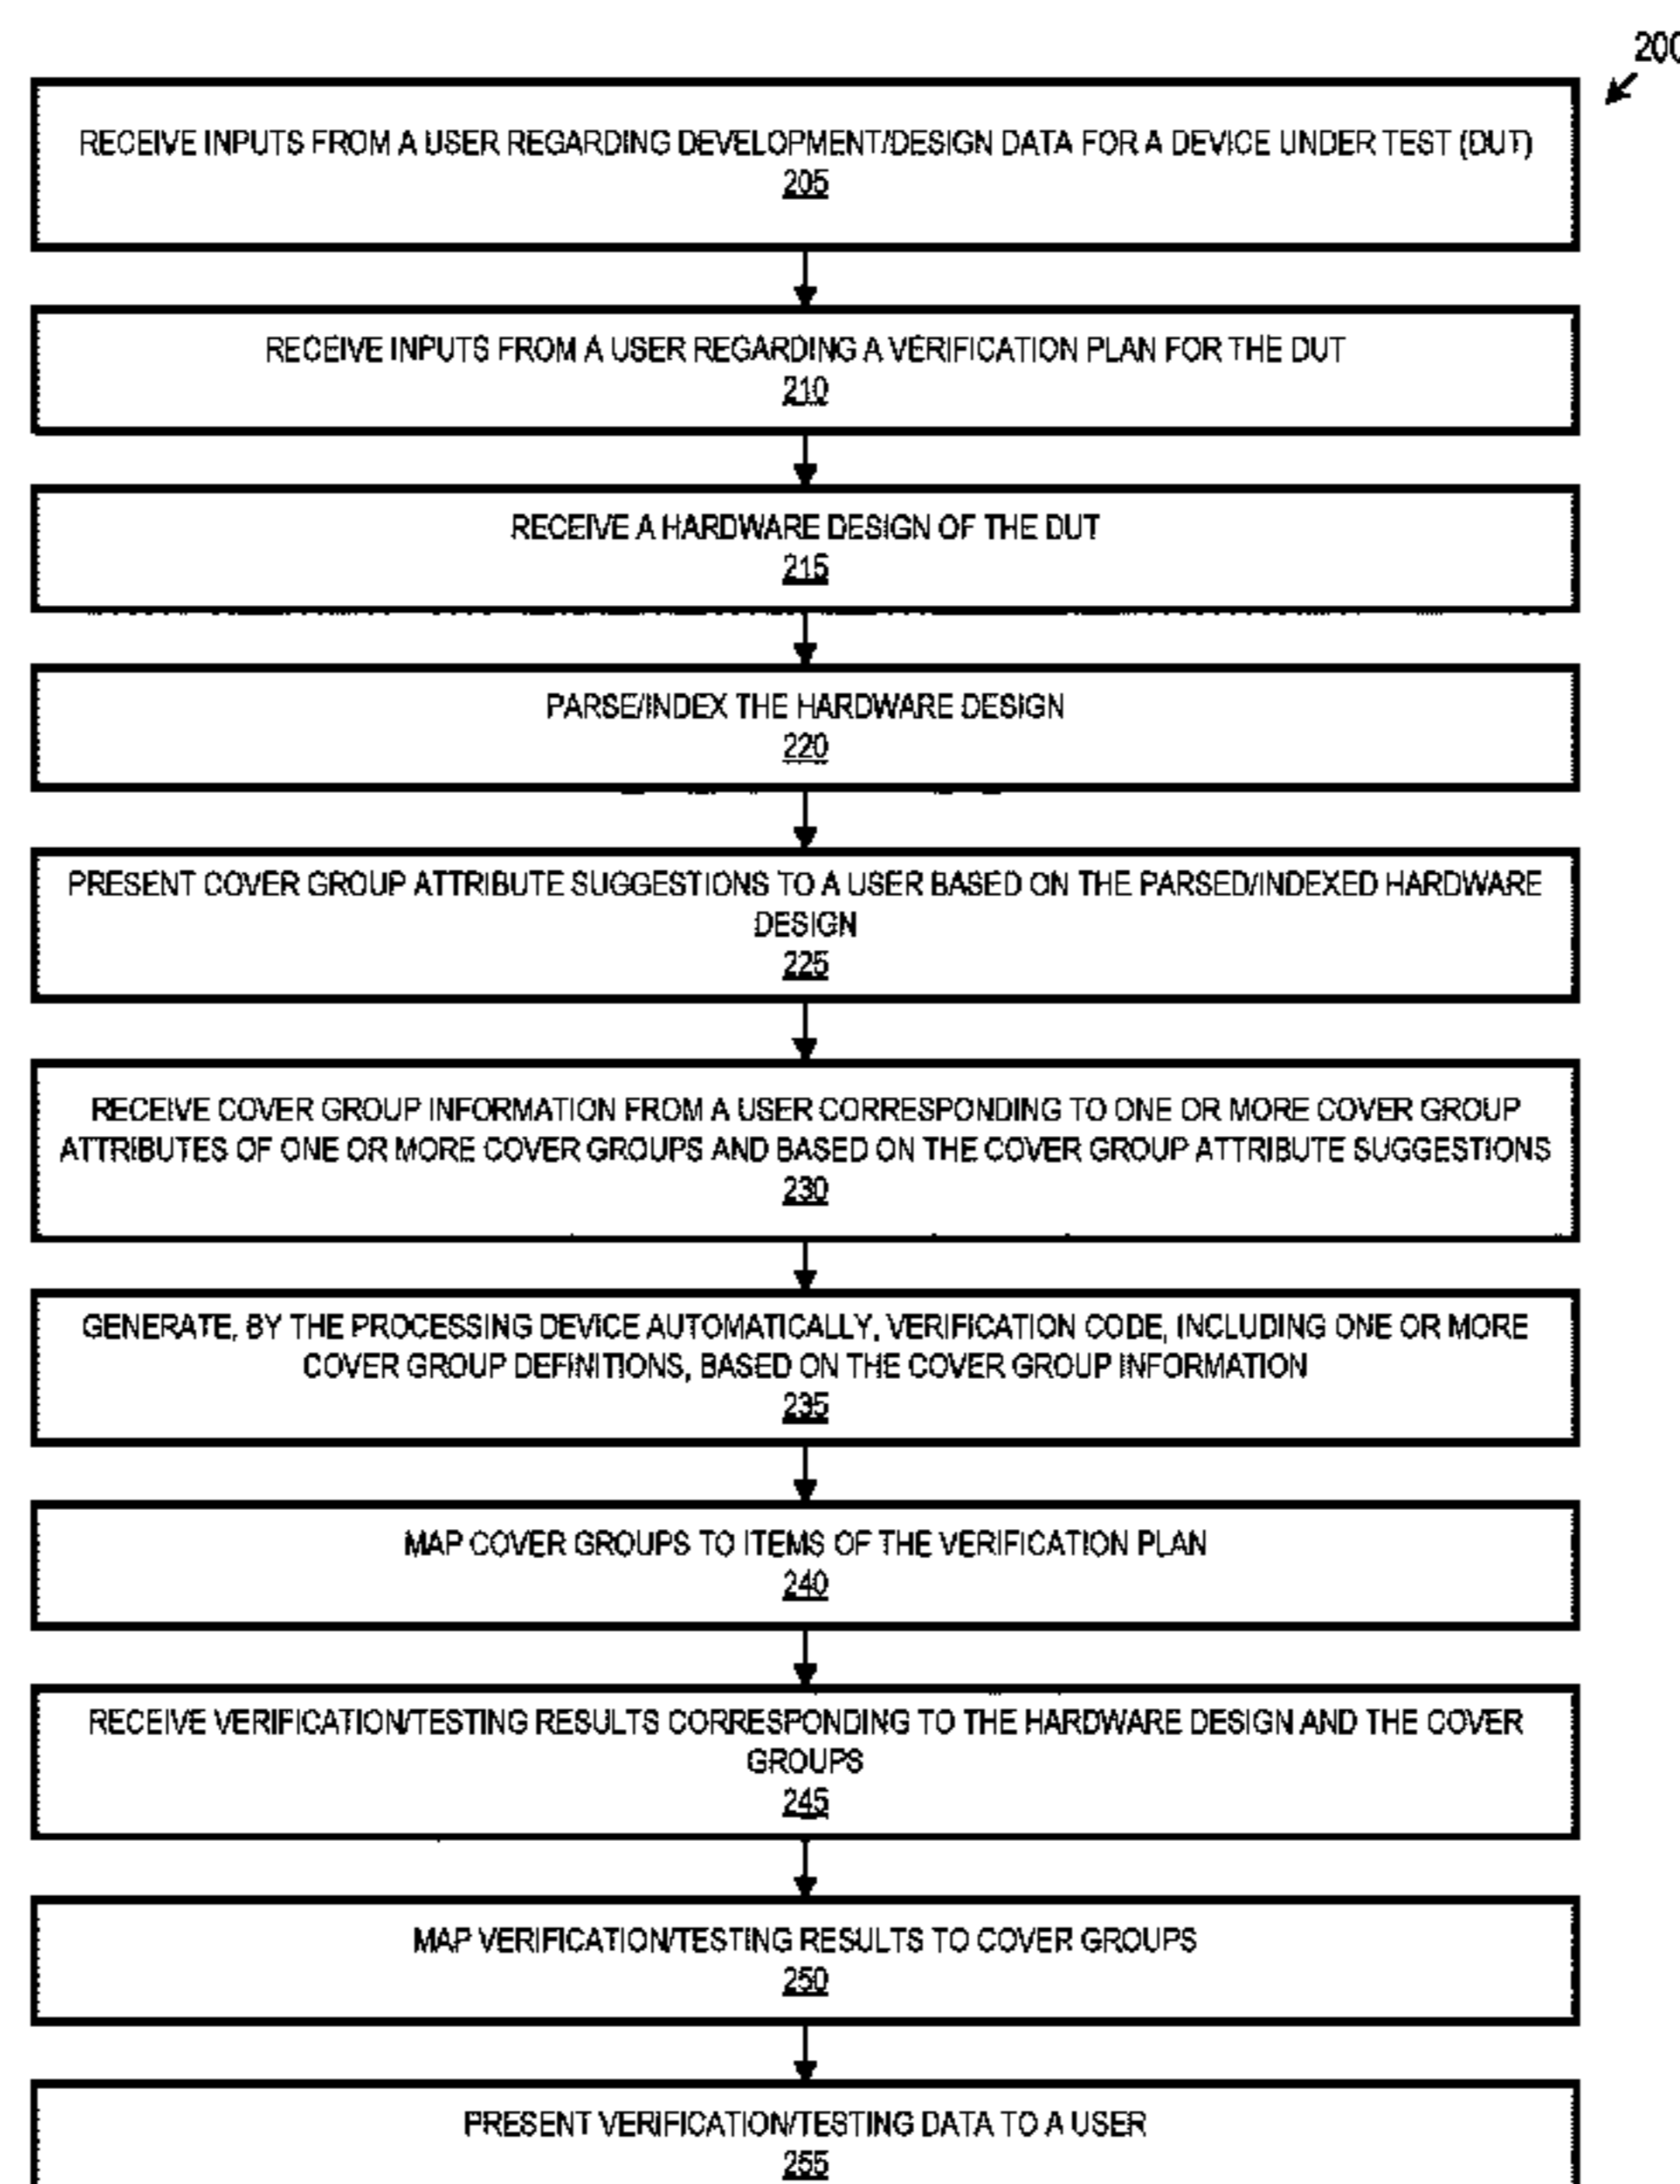 200
RECEIVE INPUTS FROM A USER REGARDING DEVELOPMENT/DESIGN DATA FOR A DEVICE UNDER TEST (DUT)
205
RECEIVE INPUTS FROM A USER REGARDING A VERIFICATION PLAN FOR THE DUT
210
RECEIVE A HARDWARE DESIGN OF THE DUT
215
PARSE/INDEX THE HARDWARE DESIGN
220
PRESENT COVER GROUP ATTRIBUTE SUGGESTIONS TO A USER BASED ON THE PARSED/INDEXED HARDWARE
DESIGN
225
RECEIVE COVER GROUP INFORMATION FROM A USER CORRESPONDING TO ONE OR MORE COVER GROUP
ATTRIBUTES OF ONE OR MORE COVER GROUPS AND BASED ON THE COVER GROUP ATTRIBUTE SUGGESTIONS
230
GENERATE, BY THE PROCESSING DEVICE AUTOMATICALLY, VERIFICATION CODE, INCLUDING ONE OR MORE
COVER GROUP DEFINITIONS, BASED ON THE COVER GROUP INFORMATION
235
MAP COVER GROUPS TO ITEMS OF THE VERIFICATION PLAN
240
RECEIVE VERIFICATION/TESTING RESULTS CORRESPONDING TO THE HARDWARE DESIGN AND THE COVER
GROUPS
245
MAP VERIFICATION/TESTING RESULTS TO COVER GROUPS
250
PRESENT VERIFICATION/TESTING DATA TO A USER
255